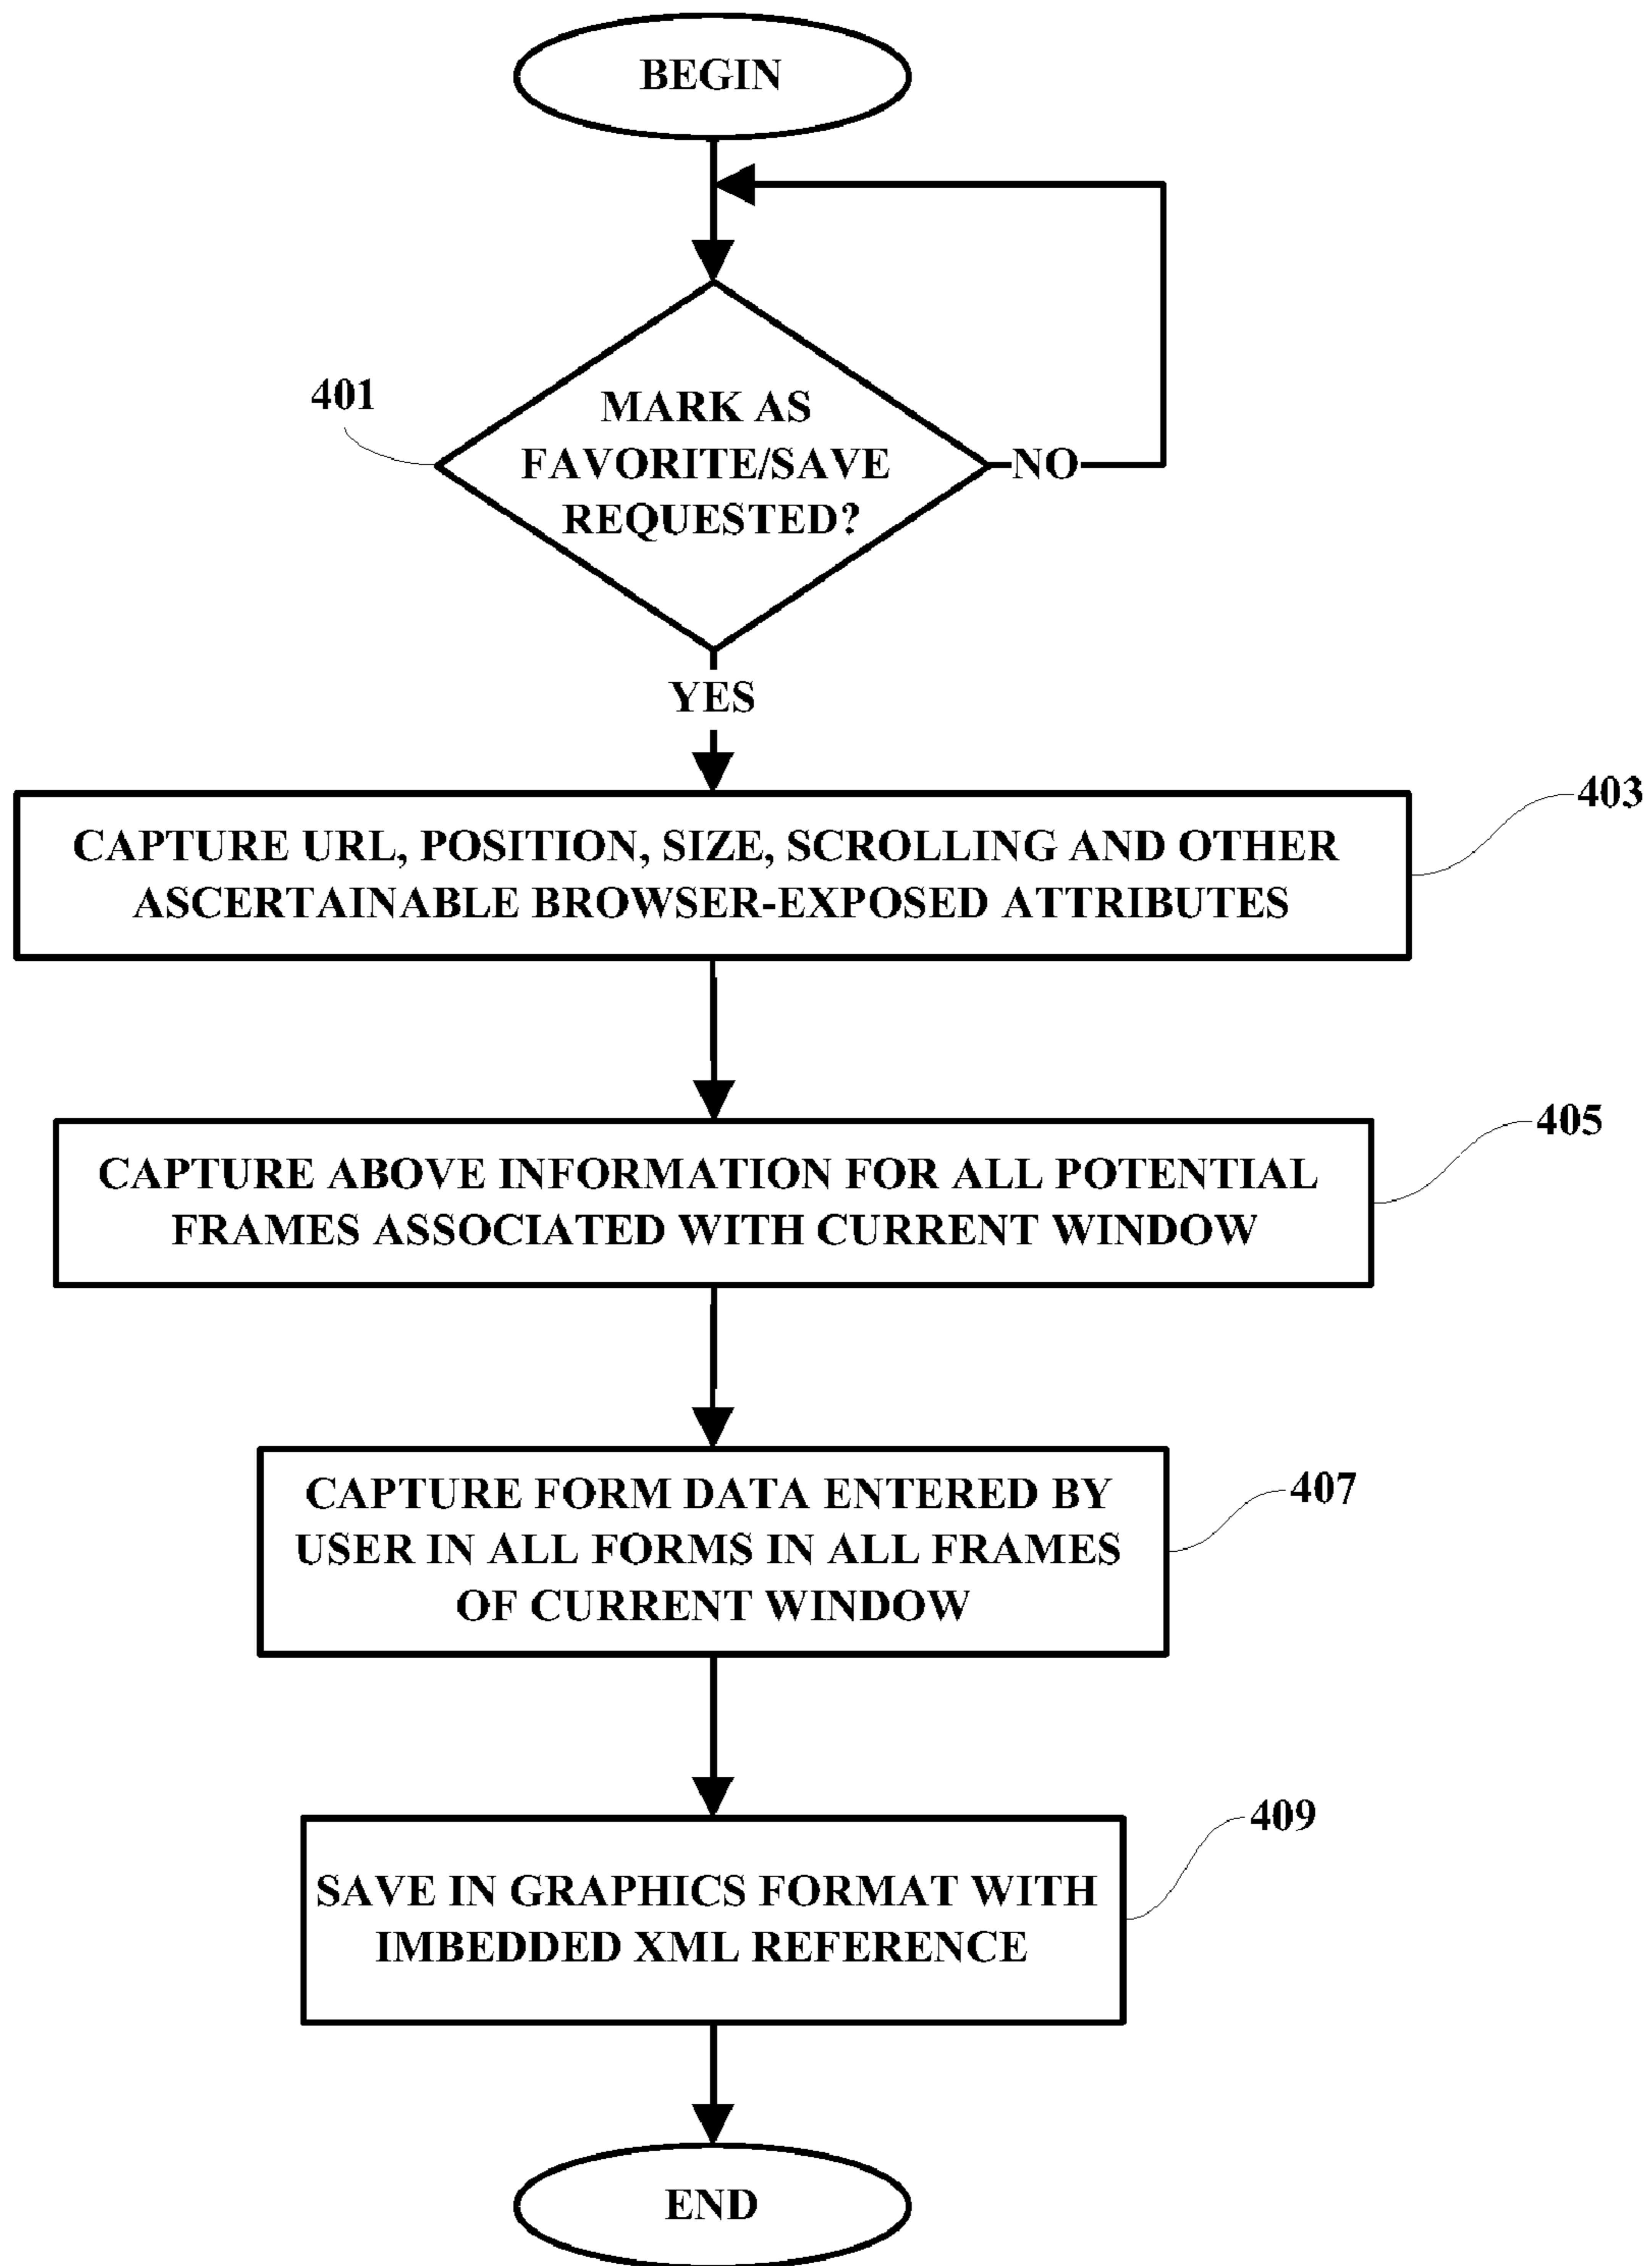 BEGIN
401
MARK AS
FAVORITE/SAVE
REQUESTED?
NO
YES
403
CAPTURE URL, POSITION, SIZE, SCROLLING AND OTHER
ASCERTAINABLE BROWSER-EXPOSED ATTRIBUTES
405
CAPTURE ABOVE INFORMATION FOR ALL POTENTIAL
FRAMES ASSOCIATED WITH CURRENT WINDOW
407
CAPTURE FORM DATA ENTERED BY
USER IN ALL FORMS IN ALL FRAMES
OF CURRENT WINDOW
409
SAVE IN GRAPHICS FORMAT WITH
IMBEDDED XML REFERENCE
END